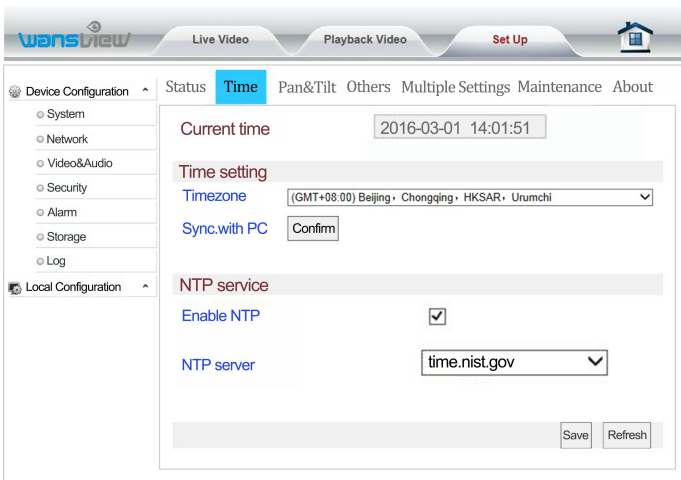 wansview
Live Video
Playback Video
Set Up
Device Configuration
System
Network
Video&Audio
Security
Alarm
Storage
Log
Local Configuration
Status Time Pan&Tilt Others Multiple Settings Maintenance About
Current time 2016-03-01 14:01:51
Time setting
Timezone (GMT+08:00) Beijing, Chongqing, HKSAR, Urumchi
Sync.with PC Confirm
NTP service
Enable NTP
NTP server time.nist.gov
Save Refresh